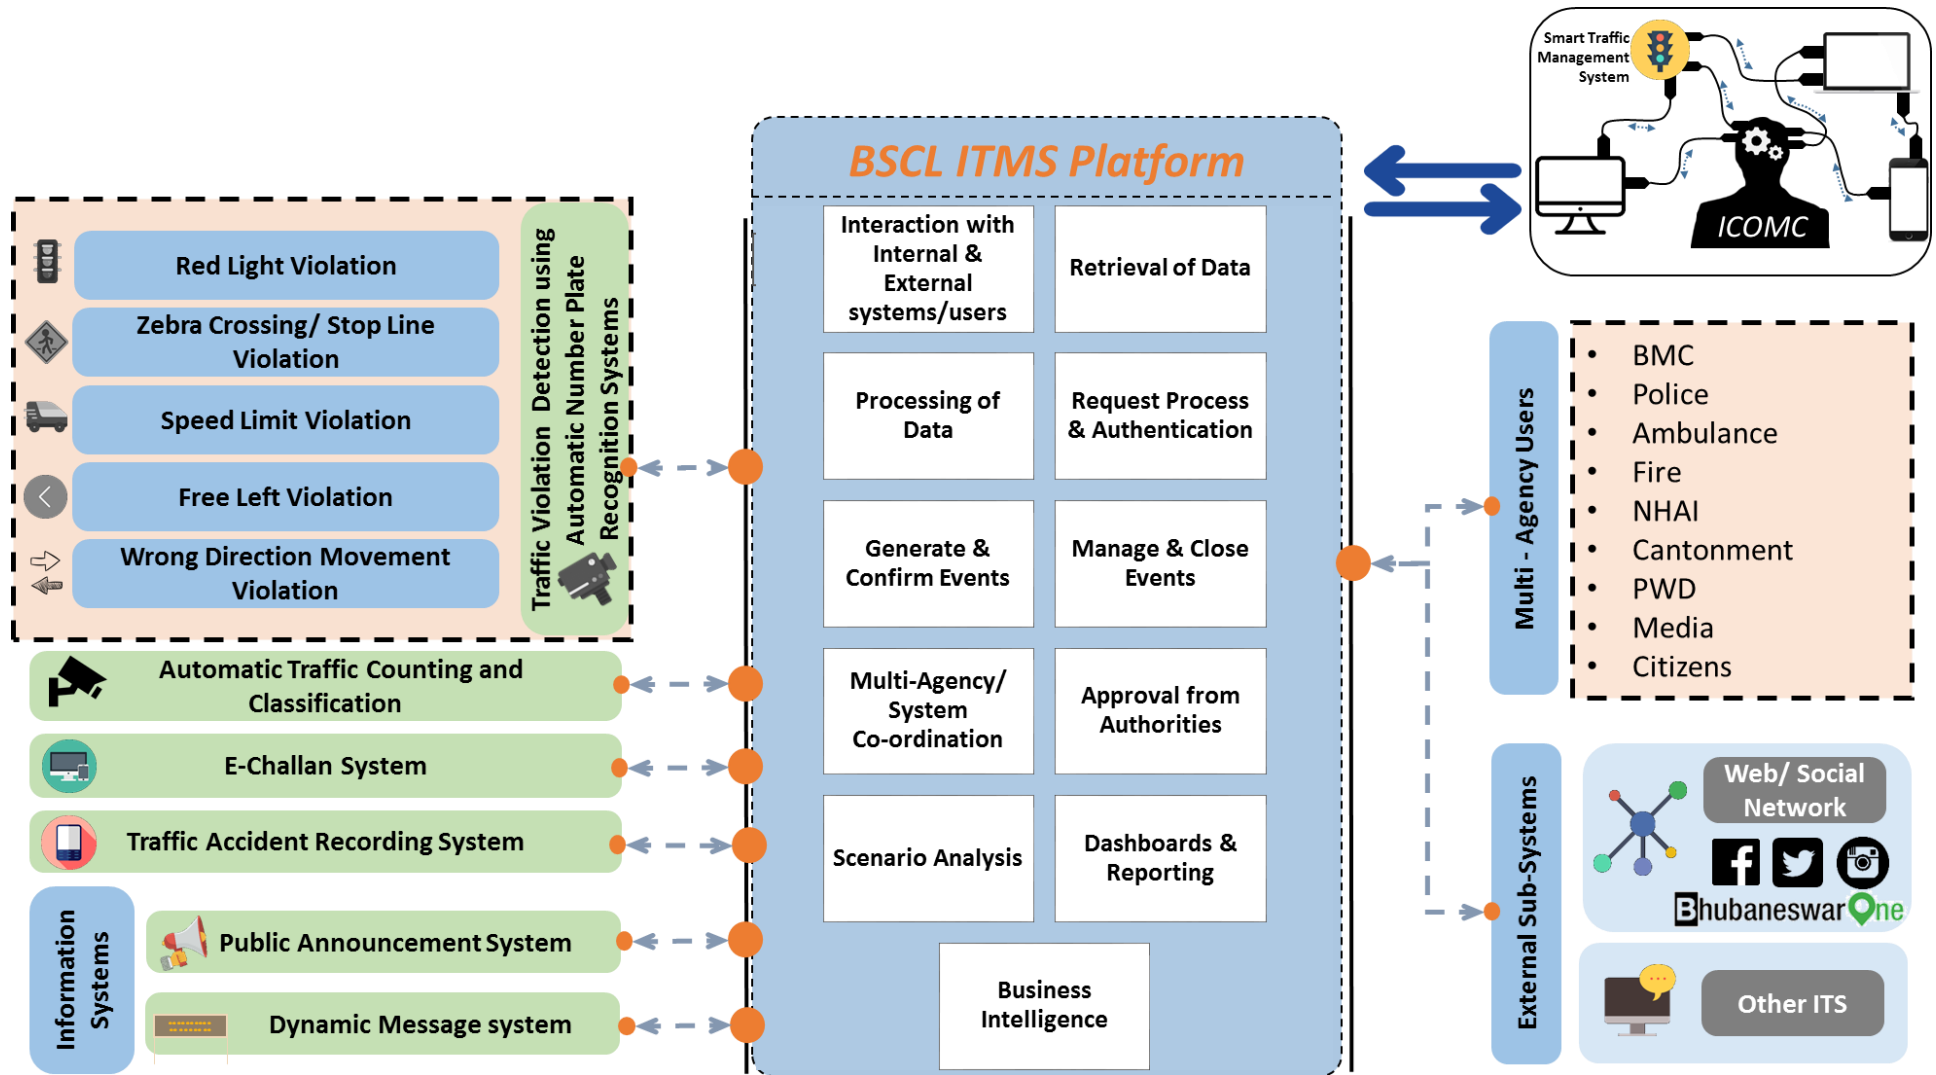 Smart Traffic
Management
System
ICOMC
BSCL ITMS Platform
Interaction with
Internal &
External
systems/users
Retrieval of Data
Processing of
Data
Request Process
& Authentication
Generate &
Confirm Events
Manage & Close
Events
Multi-Agency/
System
Co-ordination
Approval from
Authorities
Scenario Analysis
Dashboards &
Reporting
Business
Intelligence
Red Light Violation
Zebra Crossing/ Stop Line
Violation
Speed Limit Violation
Free Left Violation
Wrong Direction Movement
Violation
Traffic Violation Detection using
Automatic Number Plate
Recognition Systems
Automatic Traffic Counting and
Classification
E-Challan System
Traffic Accident Recording System
Information
Systems
Public Announcement System
Dynamic Message system
Multi - Agency Users
• BMC
• Police
• Ambulance
• Fire
• NHAI
• Cantonment
• PWD
• Media
• Citizens
External Sub-Systems
Web/ Social
Network
Bhubaneswar One
Other ITS